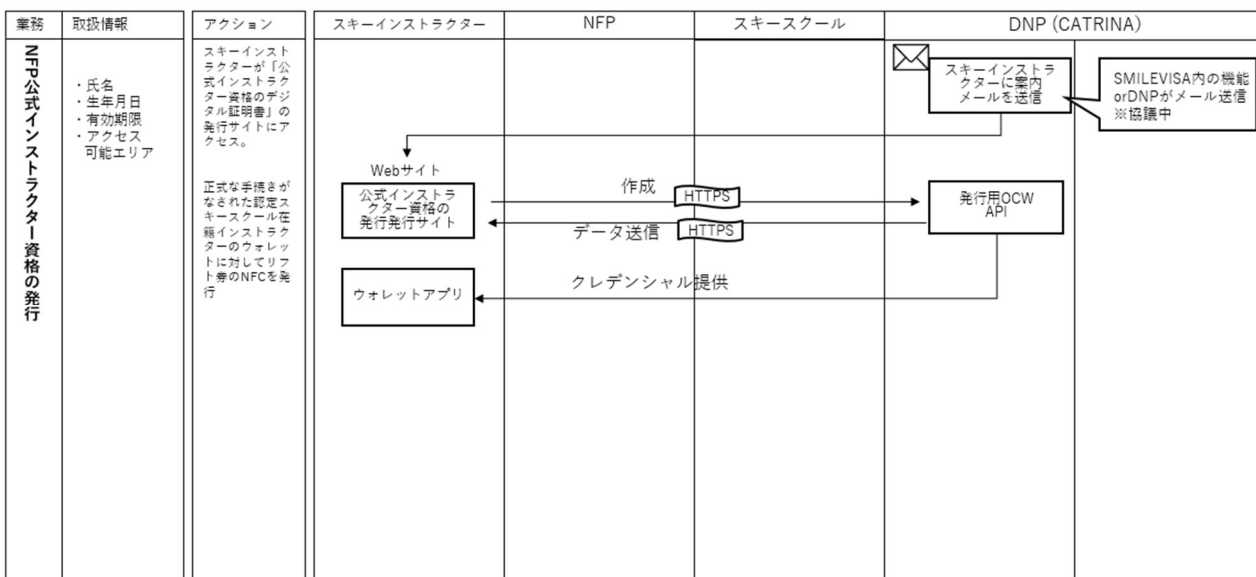 業務
取扱情報
アクション
スキーインストラクター
NFP
スキースクール
DNP (CATRINA)
NFP公式インストラクター資格の発行
・氏名
・生年月日
・有効期限
・アクセス
可能エリア
スキーインスト
ラクターが「公
式インストラク
ター資格のデジ
タル証明書」の
発行サイトにア
クセス。
正式な手続きが
なされた認定ス
キースクール在
籍インストラク
ターのウォレッ
トに対してリフ
ト券のNFCを発
行
スキーインストラ
クターに案内
メールを送信
SMILEVISA内の機能
orDNPがメール送信
※協議中
Webサイト
公式インストラ
クター資格の
発行発行サイト
作成
HTTPS
データ送信
HTTPS
発行用OCW
API
クレデンシャル提供
ウォレットアプリ